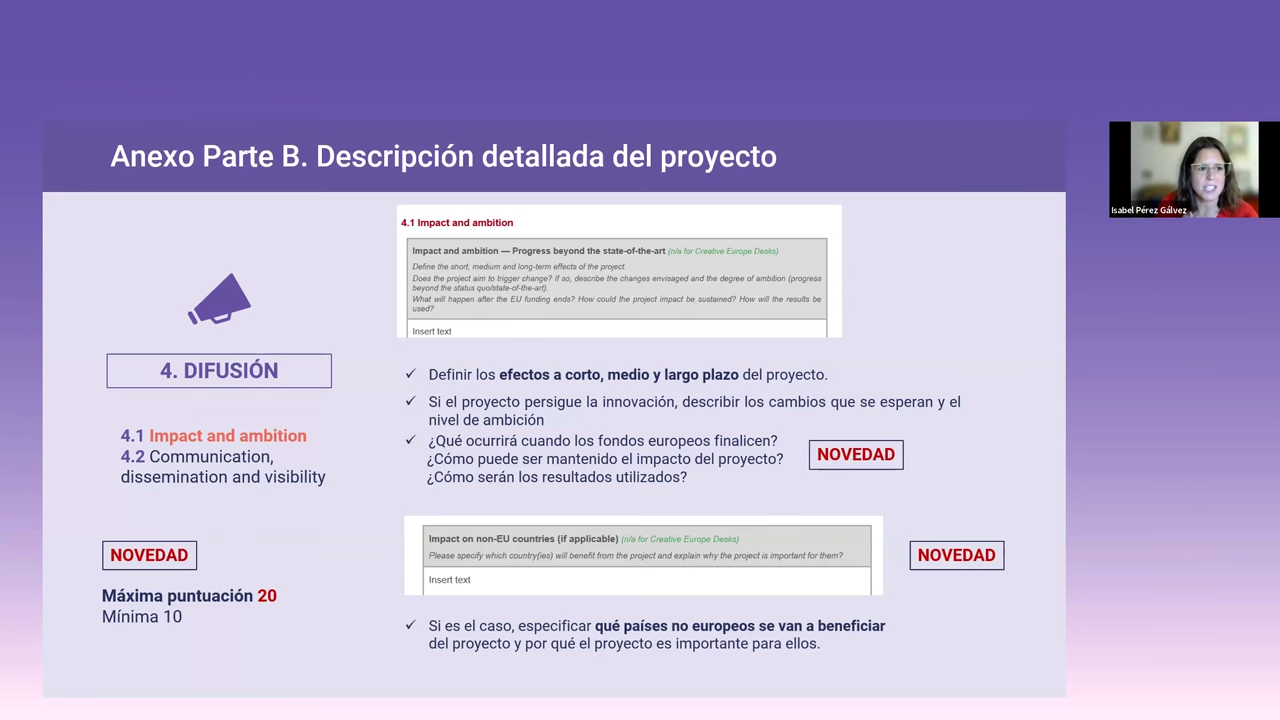 Anexo Parte B. Descripción detallada del proyecto
Isabel Pérez Gálvez
4. DIFUSIÓN
4.1 Impact and ambition
4.2 Communication,
dissemination and visibility
NOVEDAD
Máxima puntuación 20
Mínima 10
4.1 Impact and ambition
Impact and ambition — Progress beyond the state-of-the-art (n/a for Creative Europe Desks)
Define the short, medium and long-term effects of the project.
Does the project aim to trigger change? If so, describe the changes envisaged and the degree of ambition (progress
beyond the status quo/state-of-the-art).
What will happen after the EU funding ends? How could the project impact be sustained? How will the results be
used?
Insert text
✓ Definir los efectos a corto, medio y largo plazo del proyecto.
✓ Si el proyecto persigue la innovación, describir los cambios que se esperan y el
nivel de ambición
✓ ¿Qué ocurrirá cuando los fondos europeos finalicen?
¿Cómo puede ser mantenido el impacto del proyecto?
¿Cómo serán los resultados utilizados?
NOVEDAD
Impact on non-EU countries (if applicable) (n/a for Creative Europe Desks)
Please specify which country(ies) will benefit from the project and explain why the project is important for them?
Insert text
NOVEDAD
✓ Si es el caso, especificar qué países no europeos se van a beneficiar
del proyecto y por qué el proyecto es importante para ellos.